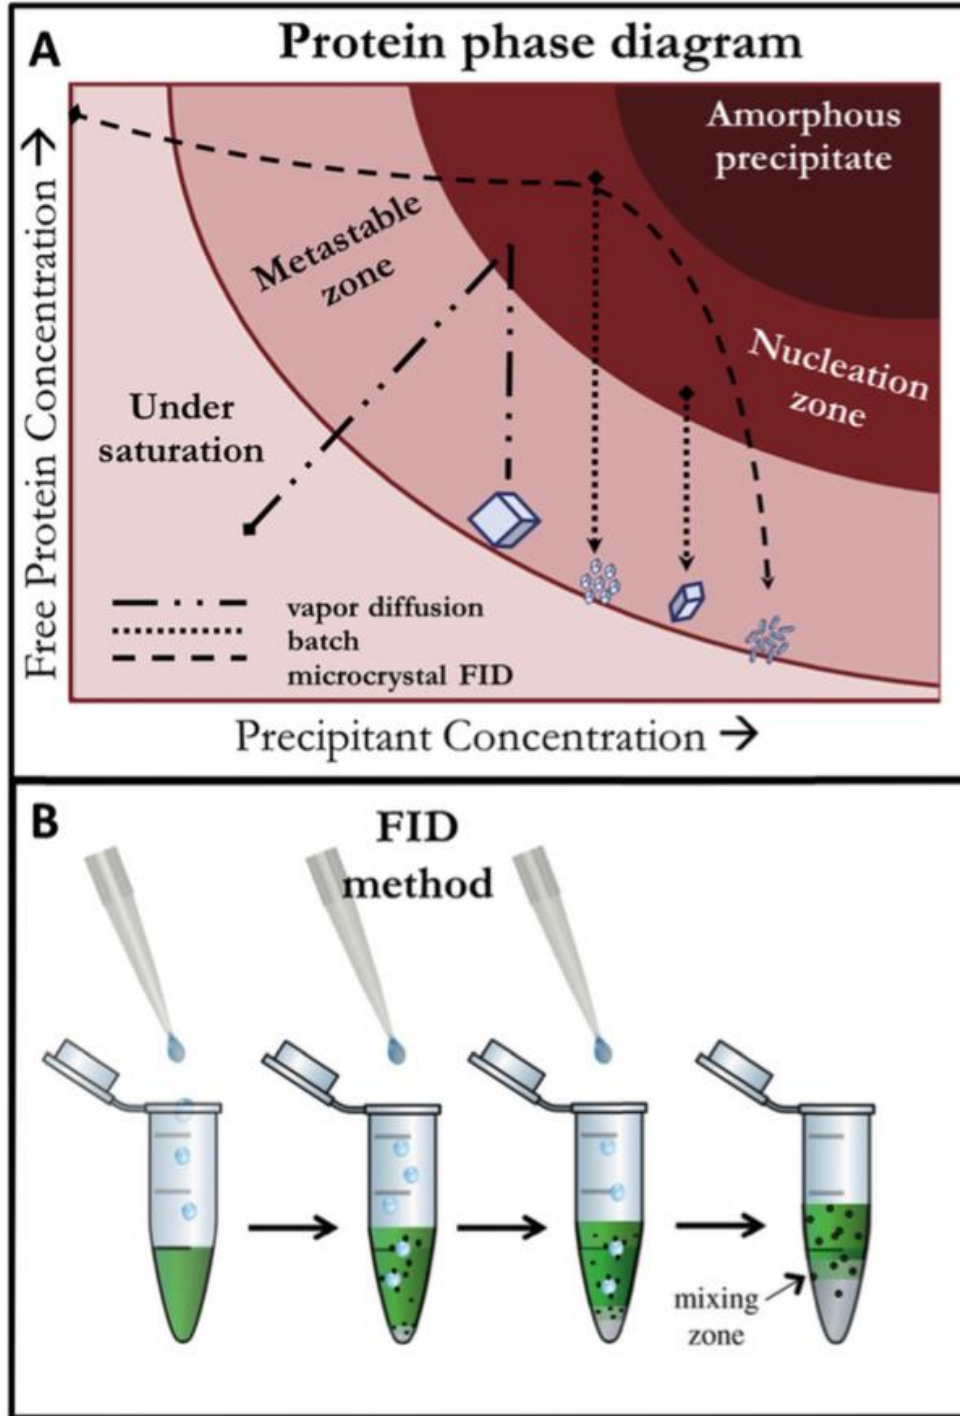 A
Protein phase diagram
Free Protein Concentration →
Amorphous
precipitate
Metastable
zone
Nucleation
zone
Under
saturation
vapor diffusion
batch
microcrystal FID
Precipitant Concentration →
B
FID
method
mixing
zone